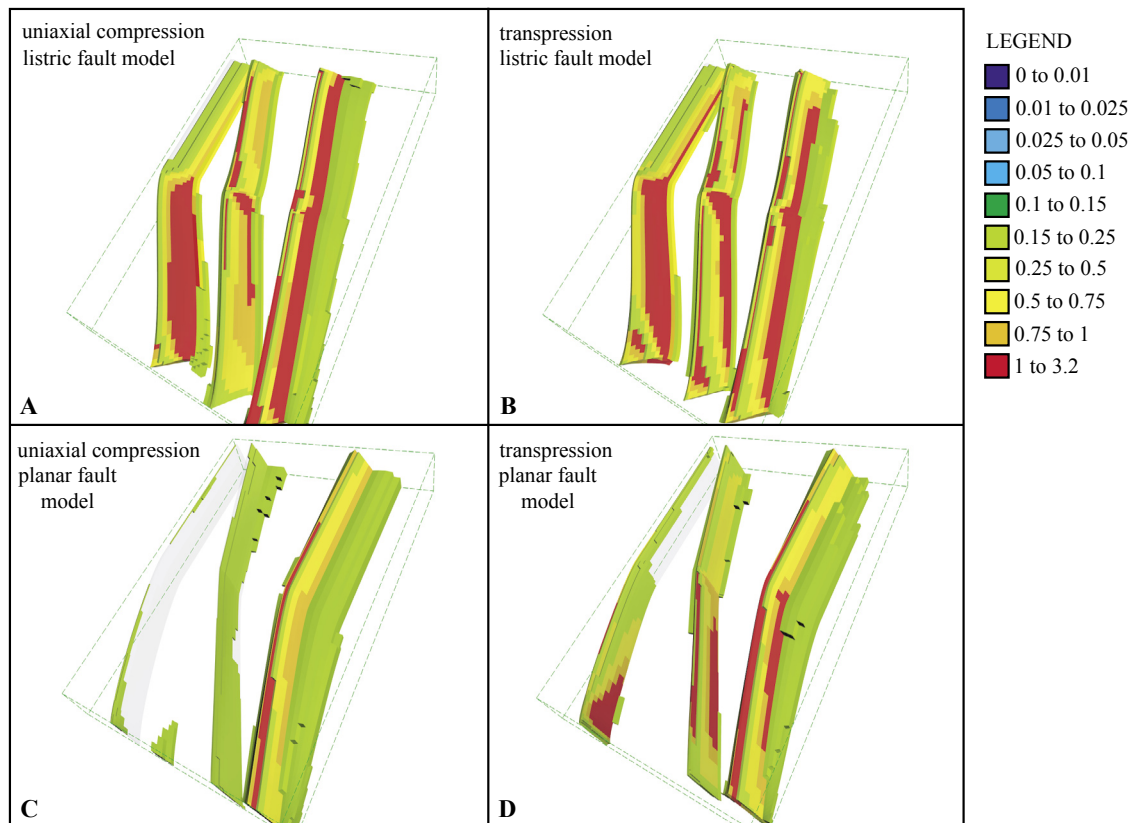 uniaxial compression
listric fault model
A
transpression
listric fault model
B
uniaxial compression
planar fault
model
C
transpression
planar fault
model
D
LEGEND
0 to 0.01
0.01 to 0.025
0.025 to 0.05
0.05 to 0.1
0.1 to 0.15
0.15 to 0.25
0.25 to 0.5
0.5 to 0.75
0.75 to 1
1 to 3.2